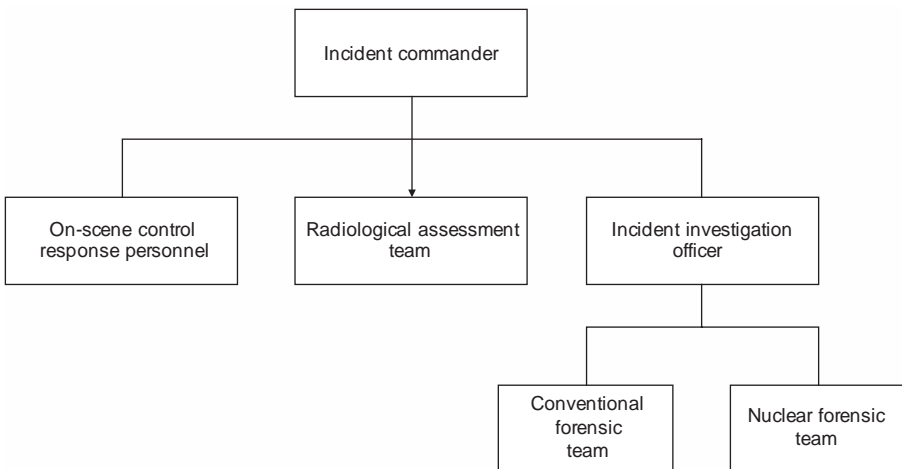 Incident commander
On-scene control
response personnel
Radiological assessment
team
Incident investigation
officer
Conventional
forensic
team
Nuclear forensic
team